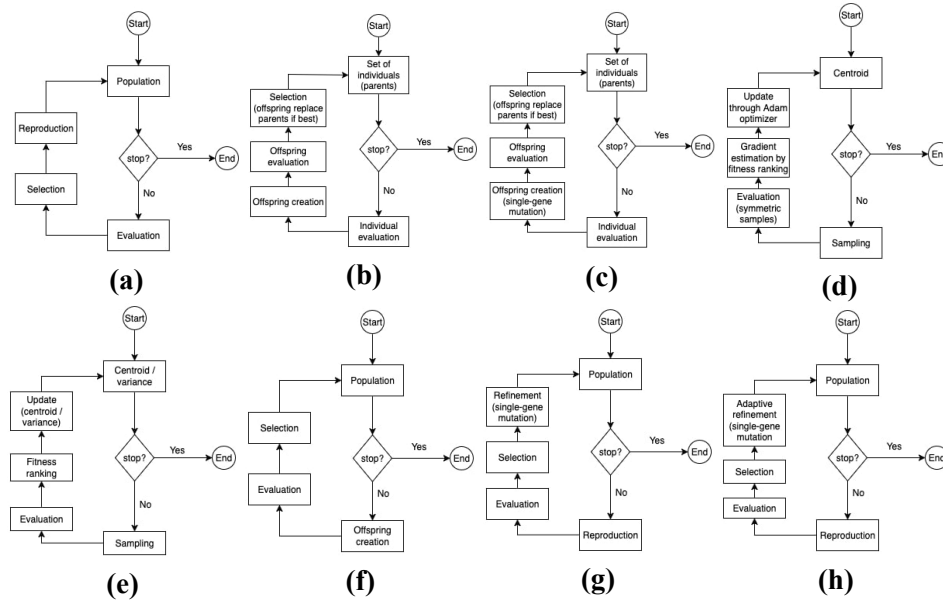 Start
Population
Reproduction
stop?
Yes
End
Selection
No
Evaluation
(a)
Start
Set of
individuals
(parents)
Selection
(offspring replace
parents if best)
stop?
Yes
End
Offspring
evaluation
No
Offspring creation
Individual
evaluation
(b)
Start
Set of
individuals
(parents)
Selection
(offspring replace
parents if best)
stop?
Yes
End
Offspring
evaluation
No
Offspring creation
(single-gene
mutation)
Individual
evaluation
(c)
Start
Centroid
Update
through Adam
optimizer
stop?
Yes
End
Gradient
estimation by
fitness ranking
No
Evaluation
(symmetric
samples)
Sampling
(d)
Start
Centroid /
variance
Update
(centroid /
variance)
stop?
Yes
End
Fitness
ranking
No
Evaluation
Sampling
(e)
Start
Population
Selection
stop?
Yes
End
Evaluation
No
Offspring
creation
(f)
Start
Population
Refinement
(single-gene
mutation)
stop?
Yes
End
Selection
No
Evaluation
Reproduction
(g)
Start
Population
Adaptive
refinement
(single-gene
mutation
stop?
Yes
End
Selection
No
Evaluation
Reproduction
(h)